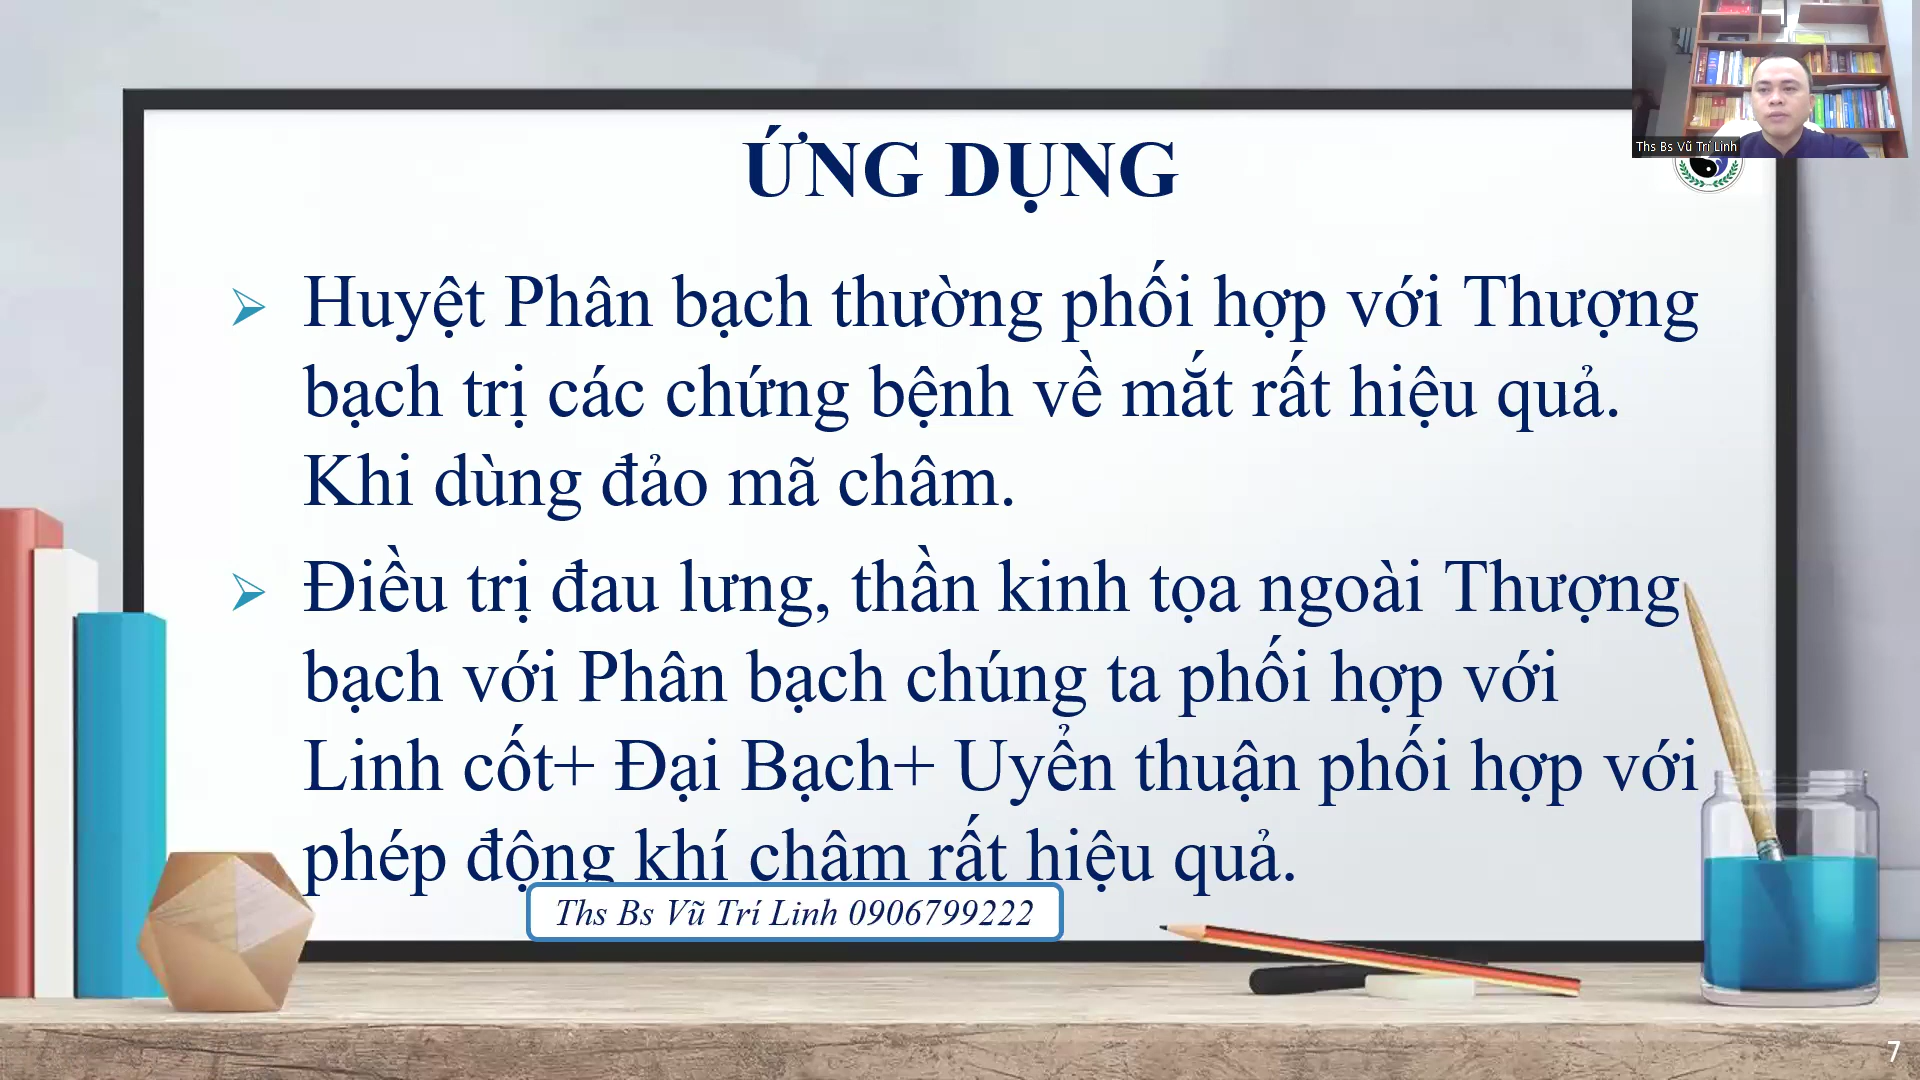 Ths Bs Vũ Trí Linh
ỨNG DỤNG
Huyệt Phân bạch thường phối hợp với Thượng
bạch trị các chứng bệnh về mắt rất hiệu quả.
Khi dùng đảo mã châm.
Điều trị đau lưng, thần kinh tọa ngoài Thượng
bạch với Phân bạch chúng ta phối hợp với
Linh cốt+ Đại Bạch+ Uyển thuận phối hợp với
phép động khí châm rất hiệu quả.
Ths Bs Vũ Trí Linh 0906799222
7